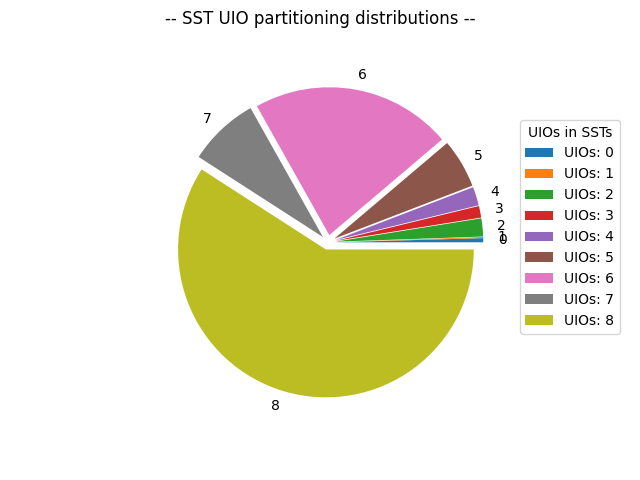 -- SST UIO partitioning distributions --
6
7
5
4
3
2
1
0
8
UIOs in SSTs
UIOs: 0
UIOs: 1
UIOs: 2
UIOs: 3
UIOs: 4
UIOs: 5
UIOs: 6
UIOs: 7
UIOs: 8